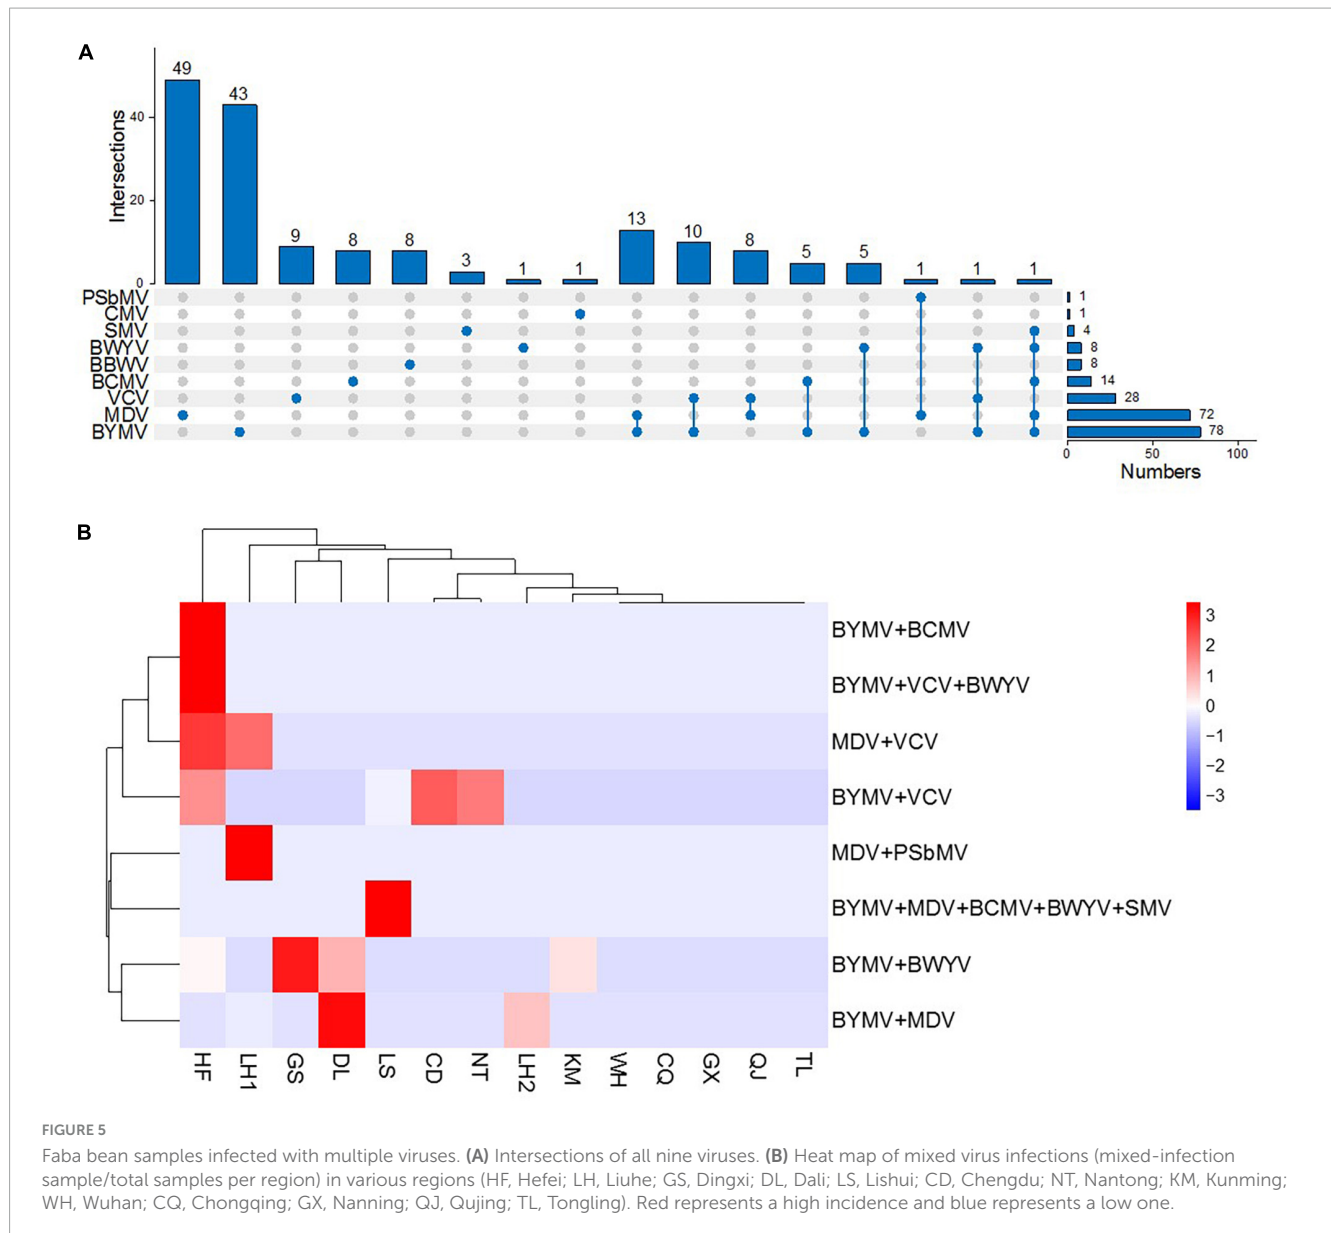 A
49
43
9
8
8
3
1
1
13
10
8
5
5
1
1
1
Intersections
40
20
0
PSbMV
CMV
SMV
BWYV
BBWV
BCMV
VCV
MDV
BYMV
1
1
4
8
8
14
28
72
78
0 50 100
Numbers
B
BYMV+BCMV
BYMV+VCV+BWYV
MDV+VCV
BYMV+VCV
MDV+PSbMV
BYMV+MDV+BCMV+BWYV+SMV
BYMV+BWYV
BYMV+MDV
3
2
1
0
−1
−2
−3
HF LH1 GS DL LS CD NT LH2 KM WH CQ GX QJ TL
FIGURE 5
Faba bean samples infected with multiple viruses. (A) Intersections of all nine viruses. (B) Heat map of mixed virus infections (mixed-infection
sample/total samples per region) in various regions (HF, Hefei; LH, Liuhe; GS, Dingxi; DL, Dali; LS, Lishui; CD, Chengdu; NT, Nantong; KM, Kunming;
WH, Wuhan; CQ, Chongqing; GX, Nanning; QJ, Qujing; TL, Tongling). Red represents a high incidence and blue represents a low one.